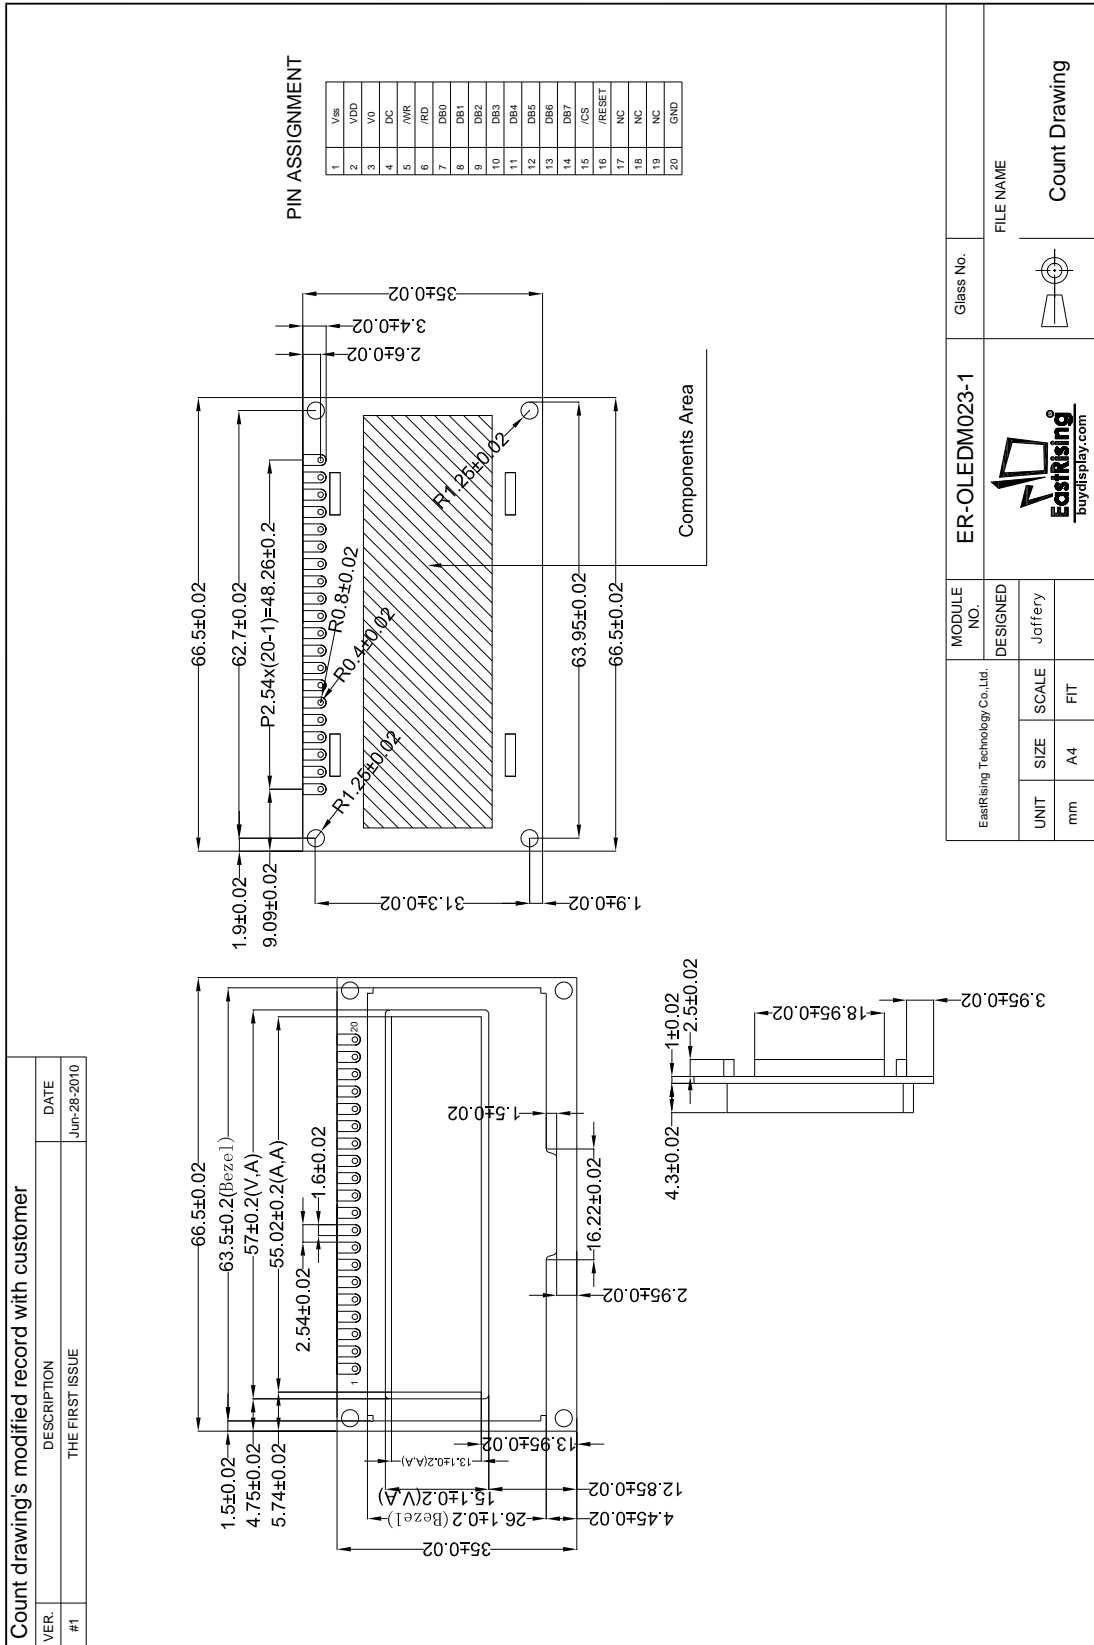 Count drawing's modified record with customer
VER. DESCRIPTION DATE
#1 THE FIRST ISSUE Jun-28-2010
66.5±0.02
63.5±0.2(Bezel)
57±0.2(V,A)
55.02±0.2(A,A)
2.54±0.02
1.6±0.02
1.5±0.02
4.75±0.02
5.74±0.02
1
20
13.1±0.2(A,A)
15.1±0.2(V,A)
26.1±0.2(Bezel)
35±0.02
13.95±0.02
12.85±0.02
4.45±0.02
1.5±0.02
16.22±0.02
2.95±0.02
4.3±0.02
1±0.02
2.5±0.02
18.95±0.02
3.95±0.02
66.5±0.02
62.7±0.02
P2.54x(20-1)=48.26±0.2
1.9±0.02
9.09±0.02
R1.25±0.02
R0.4±0.02
R0.8±0.02
R1.25±0.02
31.3±0.02
1.9±0.02
2.6±0.02
3.4±0.02
35±0.02
63.95±0.02
66.5±0.02
Components Area
PIN ASSIGNMENT
1 Vss
2 VDD
3 V0
4 DC
5 /WR
6 /RD
7 DB0
8 DB1
9 DB2
10 DB3
11 DB4
12 DB5
13 DB6
14 DB7
15 /CS
16 /RESET
17 NC
18 NC
19 NC
20 GND
EastRising Technology Co.,Ltd.
MODULE NO.
ER-OLEDM023-1
Glass No.
DESIGNED
FILE NAME
UNIT SIZE SCALE Jaffery
mm A4 FIT
EastRising®
buydisplay.com
Count Drawing